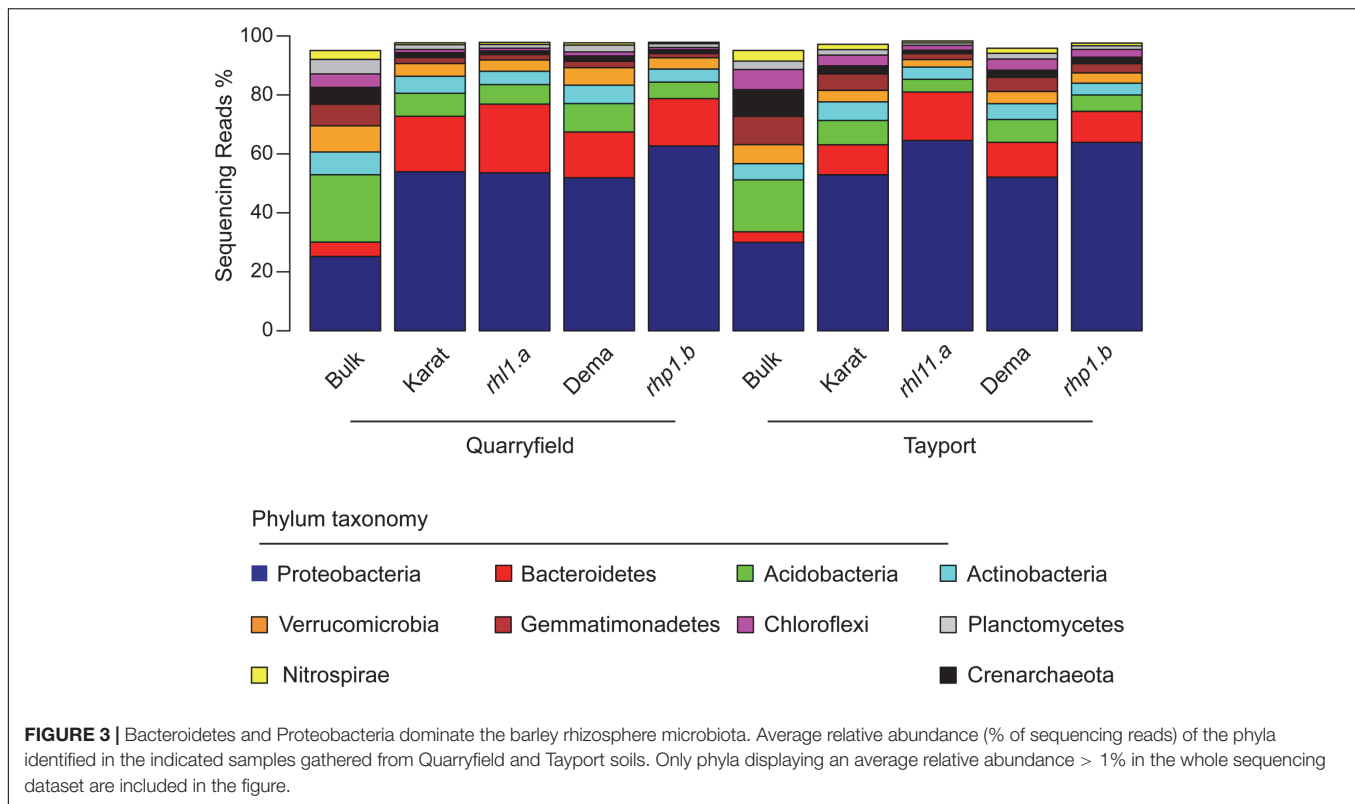 100
80
60
40
20
0
Sequencing Reads %
Bulk
Karat
rhl1.a
Dema
rhp1.b
Bulk
Karat
rhl11.a
Dema
rhp1.b
Quarryfield
Tayport
Phylum taxonomy
Proteobacteria
Bacteroidetes
Acidobacteria
Actinobacteria
Verrucomicrobia
Gemmatimonadetes
Chloroflexi
Planctomycetes
Nitrospirae
Crenarchaeota
FIGURE 3 | Bacteroidetes and Proteobacteria dominate the barley rhizosphere microbiota. Average relative abundance (% of sequencing reads) of the phyla
identified in the indicated samples gathered from Quarryfield and Tayport soils. Only phyla displaying an average relative abundance > 1% in the whole sequencing
dataset are included in the figure.